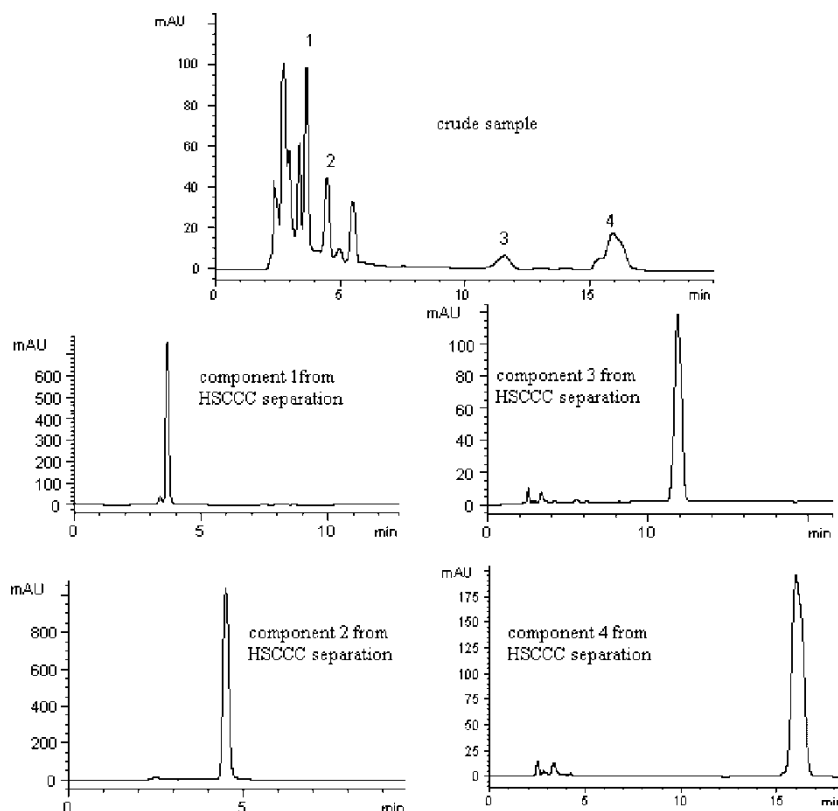 mAU
1
100
80
crude sample
60
2
40
20
3
4
0
0
5
10
15
min
mAU
600
500
400
300
200
100
0
component 1from
HSCCC separation
0
5
10
min
mAU
100
80
60
40
20
0
component 3 from
HSCCC separation
0
10
min
mAU
800
600
400
200
0
component 2 from
HSCCC separation
0
5
min
mAU
175
150
125
100
75
50
25
0
component 4 from
HSCCC separation
0
5
10
15
min